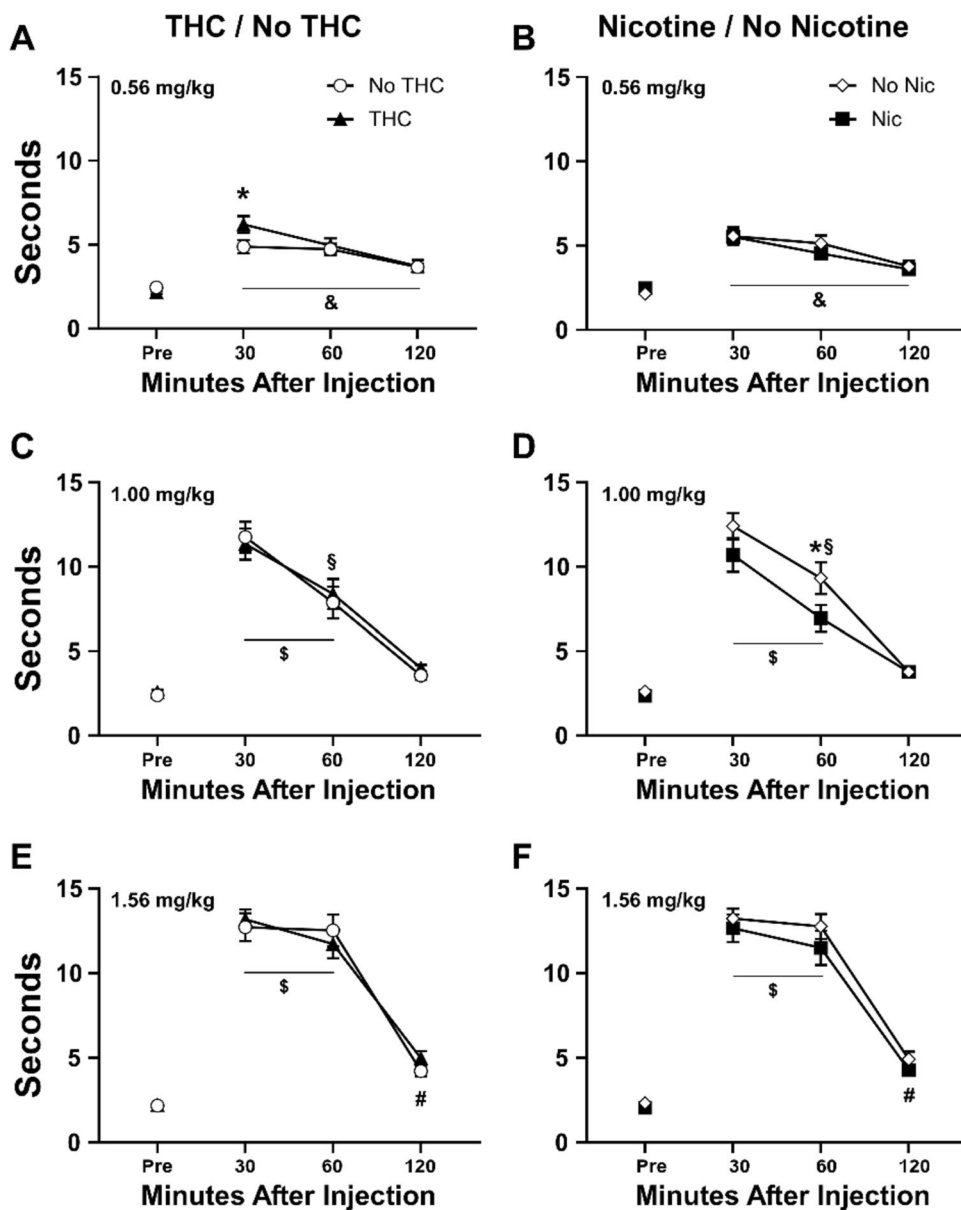 THC / No THC
Nicotine / No Nicotine
A
0.56 mg/kg
No THC
THC
15
10
5
0
Seconds
*
&
Pre
30
60
120
Minutes After Injection
B
0.56 mg/kg
No Nic
Nic
15
10
5
0
&
Pre
30
60
120
Minutes After Injection
C
1.00 mg/kg
15
10
5
0
Seconds
§
$
Pre
30
60
120
Minutes After Injection
D
1.00 mg/kg
15
10
5
0
*§
$
Pre
30
60
120
Minutes After Injection
E
1.56 mg/kg
15
10
5
0
Seconds
$
#
Pre
30
60
120
Minutes After Injection
F
1.56 mg/kg
15
10
5
0
$
#
Pre
30
60
120
Minutes After Injection